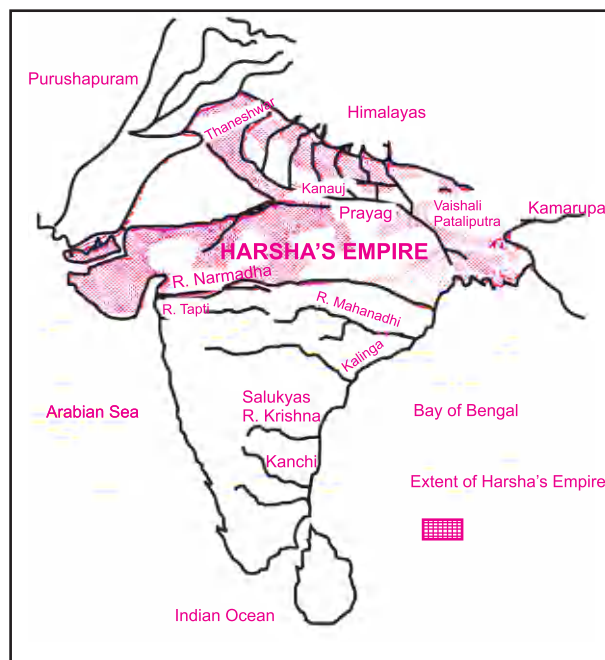 Purushapuram
Himalayas
Thaneshwar
Kanauj
Vaishali
Prayag
Pataliputra
Kamarupa
HARSHA'S EMPIRE
R. Narmadha
R. Tapti
R. Mahanadhi
Kalinga
Salukyas
Arabian Sea
R. Krishna
Bay of Bengal
Kanchi
Extent of Harsha's Empire
Indian Ocean